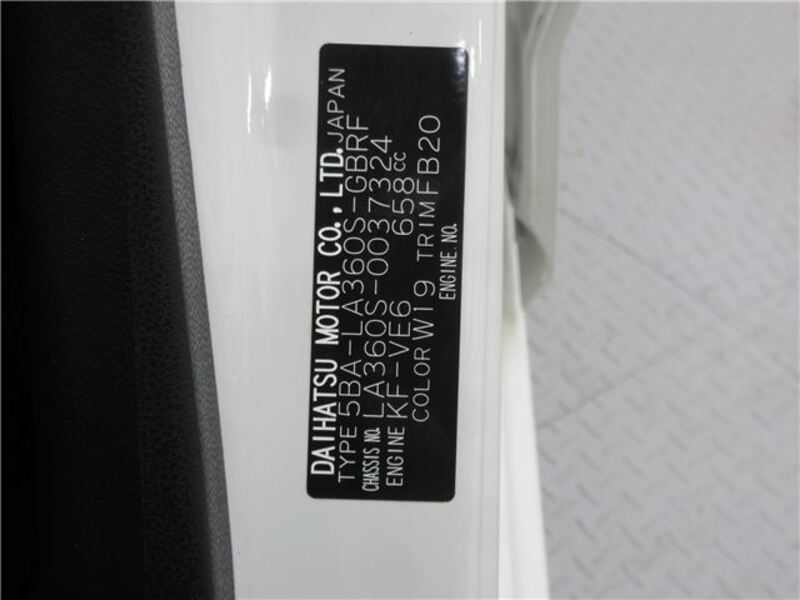 DAIHATSU MOTOR CO., LTD. JAPAN
TYPE 5BA-LA360S-GBRF
CHASSIS NO. LA360S-0037324
ENGINE KF-VE6 658CC
COLOR W19 TRIM FB20
ENGINE.NO.